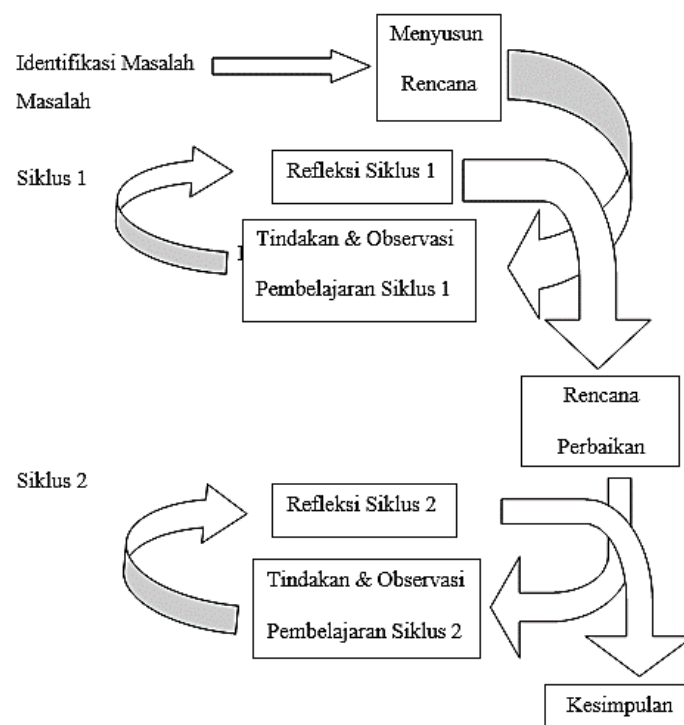 Menyusun
Rencana
Identifikasi Masalah
Masalah
Siklus 1
Refleksi Siklus 1
Tindakan & Observasi
Pembelajaran Siklus 1
Rencana
Perbaikan
Siklus 2
Refleksi Siklus 2
Tindakan & Observasi
Pembelajaran Siklus 2
Kesimpulan